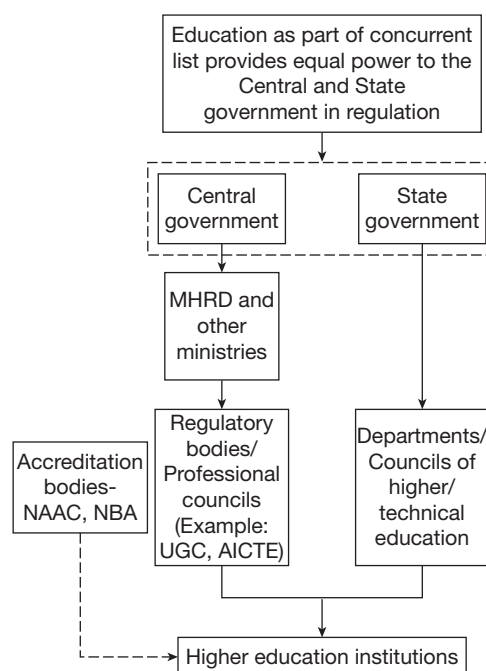 Education as part of concurrent
list provides equal power to the
Central and State
government in regulation
Central
government
State
government
MHRD and
other
ministries
Accreditation
bodies-
NAAC, NBA
Regulatory
bodies/
Professional
councils
(Example:
UGC, AICTE)
Departments/
Councils of
higher/
technical
education
Higher education institutions